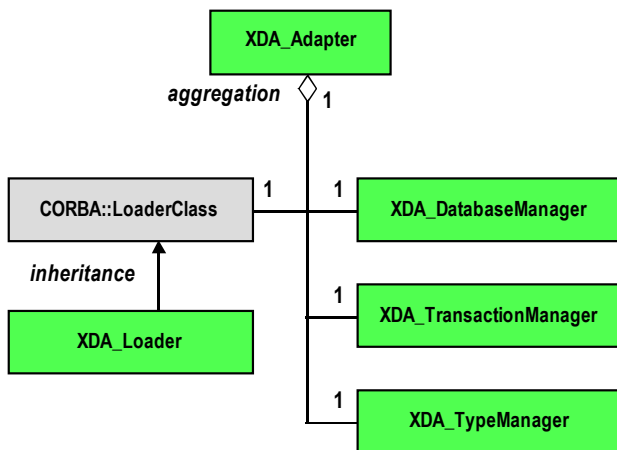 XDA_Adapter
aggregation
1
CORBA::LoaderClass
1
1
XDA_DatabaseManager
inheritance
1
XDA_TransactionManager
XDA_Loader
1
XDA_TypeManager